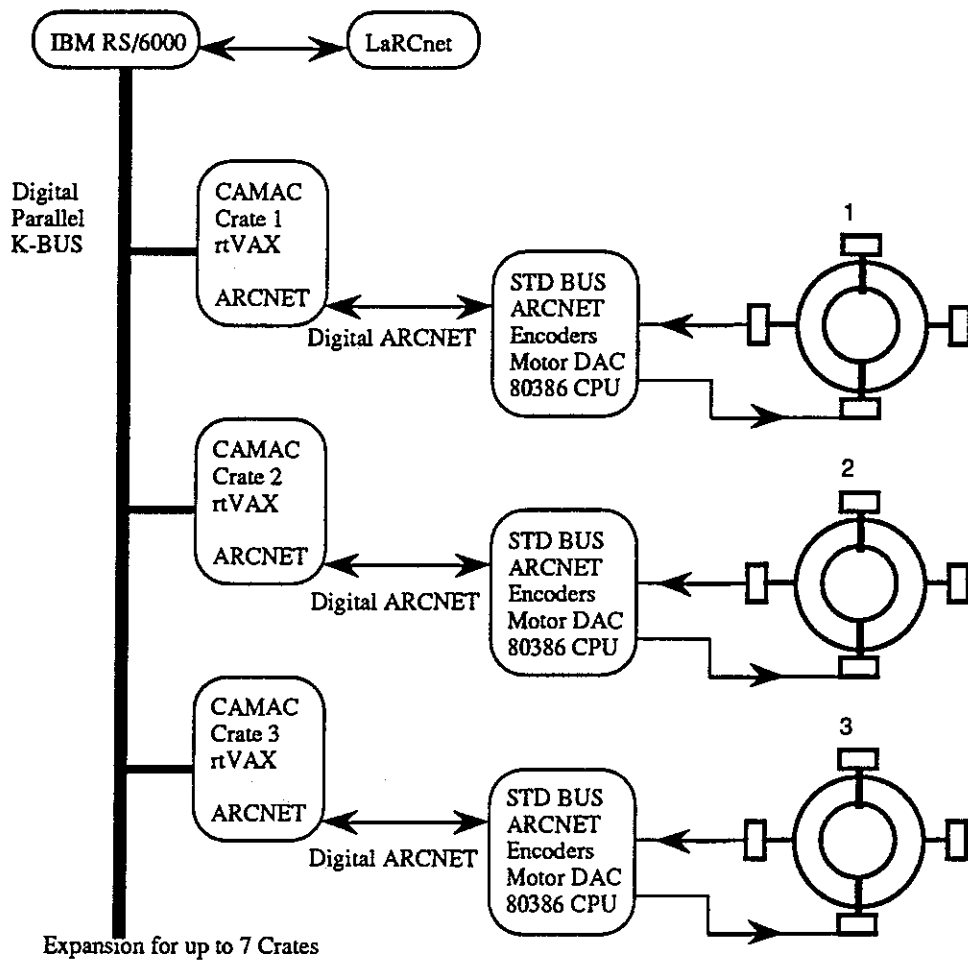 IBM RS/6000
LaRCnet
Digital
Parallel
K-BUS
CAMAC
Crate 1
rtVAX
ARCNET
Digital ARCNET
STD BUS
ARCNET
Encoders
Motor DAC
80386 CPU
1
CAMAC
Crate 2
rtVAX
ARCNET
Digital ARCNET
STD BUS
ARCNET
Encoders
Motor DAC
80386 CPU
2
CAMAC
Crate 3
rtVAX
ARCNET
Digital ARCNET
STD BUS
ARCNET
Encoders
Motor DAC
80386 CPU
3
Expansion for up to 7 Crates